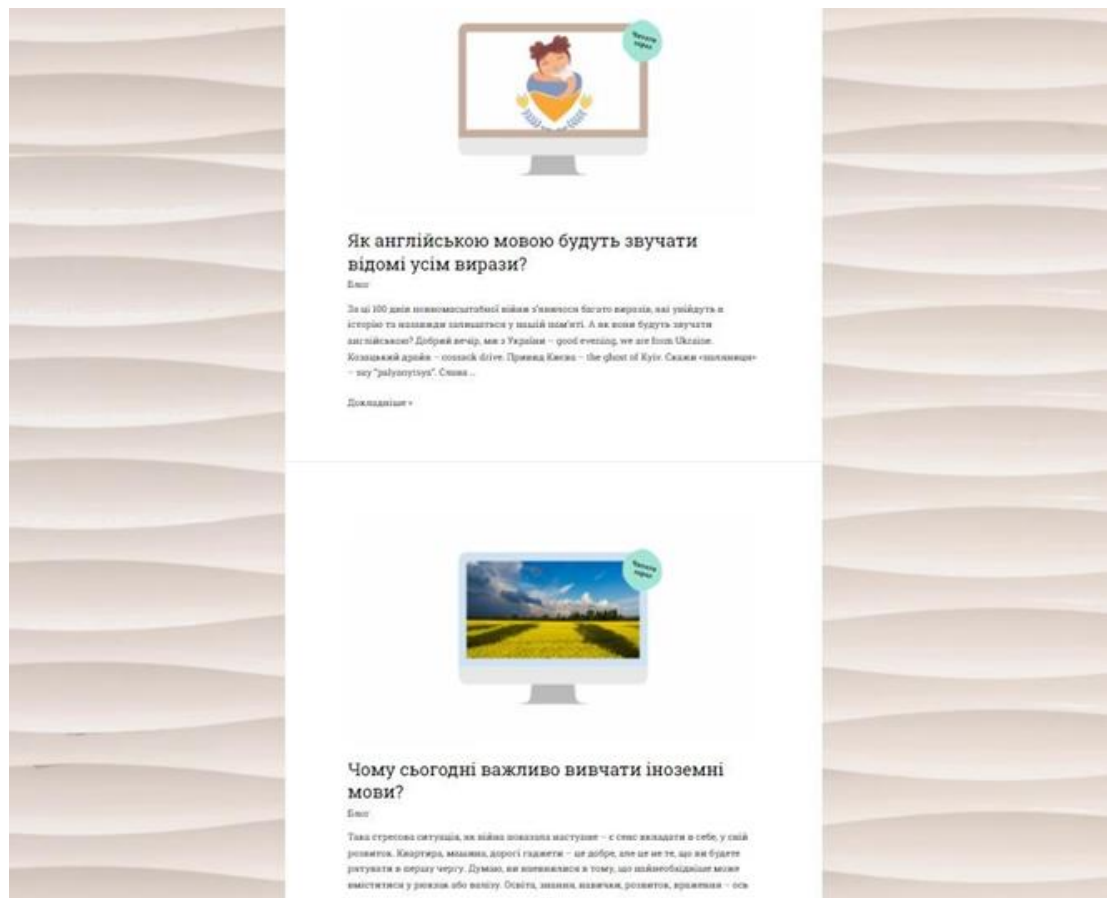 Читати
зараз
Як англійською мовою будуть звучати
відомі усім вирази?
Блог
За ці 100 днів повномасштабної війни з'явилося багато виразів, які увійдуть в
історію та назавжди залишаться у нашій пам'яті. А як вони будуть звучати
англійською? Добрий вечір, ми з України – good evening, we are from Ukraine.
Козацький драйв – cossack drive. Привид Києва – the ghost of Kyiv. Скажи «паляниця»
– say "palyanytsya". Слава ...
Докладніше »
Читати
зараз
Чому сьогодні важливо вивчати іноземні
мови?
Блог
Така стресова ситуація, як війна показала наступне – є сенс вкладати в себе, у свій
розвиток. Квартира, машина, дорогі гаджети – це добре, але це не те, що ви будете
рятувати в першу чергу. Думаю, ви впевнилися в тому, що найнеобхідніше може
вміститися у рюкзак або валізу. Освіта, знання, навички, розвиток, враження – ось